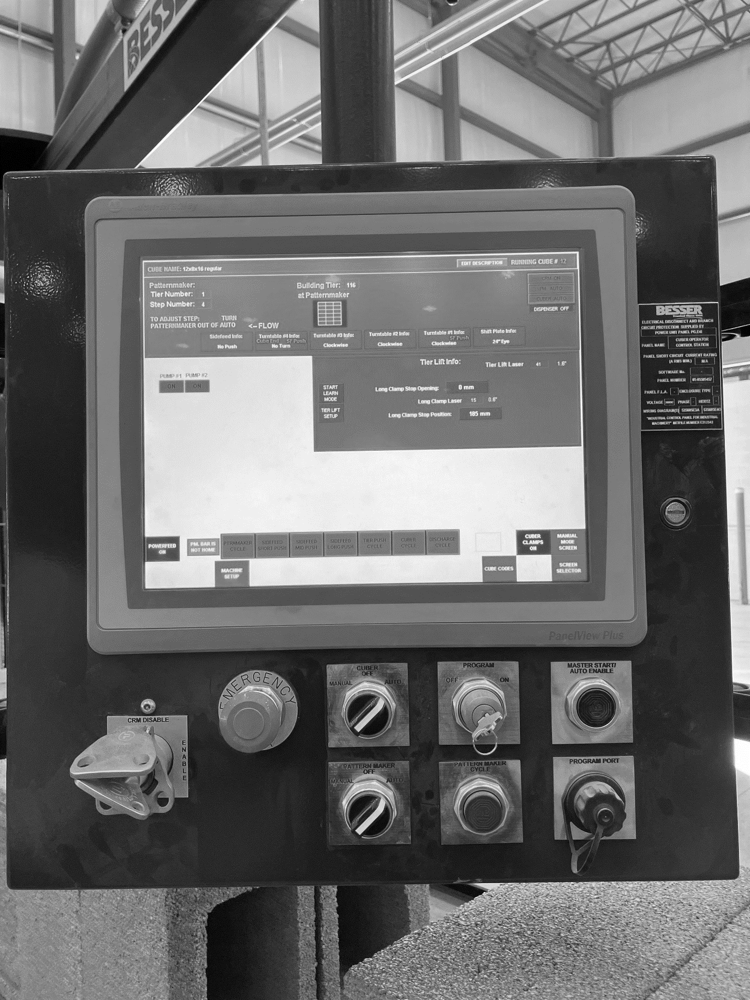 BESSE
CUBE NAME: 12x8x16 regular
EDIT DESCRIPTION
RUNNING CUBE # 12
Patternmaker:
Tier Number: 1
Step Number: 4
Building Tier: 116
at Patternmaker
CRM ON
PM. AUTO
CUBER AUTO
DISPENSER OFF
TO ADJUST STEP: TURN
PATTERNMAKER OUT OF AUTO
<-- FLOW
Sidefeed Info:
No Push
Turntable #4 Info:
Cube End SF Push
No Turn
Turntable #3 Info:
Clockwise
Turntable #2 Info:
Clockwise
Turntable #1 Info:
SF Push
Clockwise
Shift Plate Info:
24" Eye
PUMP #1 PUMP #2
ON ON
Tier Lift Info:
Tier Lift Laser 41 1.6"
START
LEARN
MODE
TIER LIFT
SETUP
Long Clamp Stop Opening: 0 mm
Long Clamp Laser 15 0.6"
Long Clamp Stop Position: 185 mm
POWERFEED
ON
PM. BAR IS
NOT HOME
PTRNMAKER
CYCLE
SIDEFEED
SHORT PUSH
SIDEFEED
MID PUSH
SIDEFEED
LONG PUSH
TIER PUSH
CYCLE
CUBER
CYCLE
DISCHARGE
CYCLE
CUBER
CLAMPS
ON
MANUAL
MODE
SCREEN
MACHINE
SETUP
CUBE CODES
SCREEN
SELECTOR
PanelView Plus
BESSER
ELECTRICAL DISCONNECT AND BRANCH
CIRCUIT PROTECTION SUPPLIED BY
POWER UNIT PANEL PG.E41
PANEL NAME
CUBER OPERATOR
CONTROL STATION
PANEL SHORT CIRCUIT CURRENT RATING
(A RMS MIN.) N/A
SOFTWARE No. -
PANEL NUMBER
PANEL F.L.A. - ENCLOSURE TYPE -
VOLTAGE PHASE - HERTZ -
WIRING DIAGRAM(S)
"INDUSTRIAL CONTROL PANEL FOR INDUSTRIAL
MACHINERY" NETFILE NUMBER E212342
CRM DISABLE
ENABLE
EMERGENCY
CUBER
OFF
MANUAL AUTO
PROGRAM
OFF ON
MASTER START/
AUTO ENABLE
PATTERN MAKER
OFF
MANUAL AUTO
PATTERN MAKER
CYCLE
PROGRAM PORT